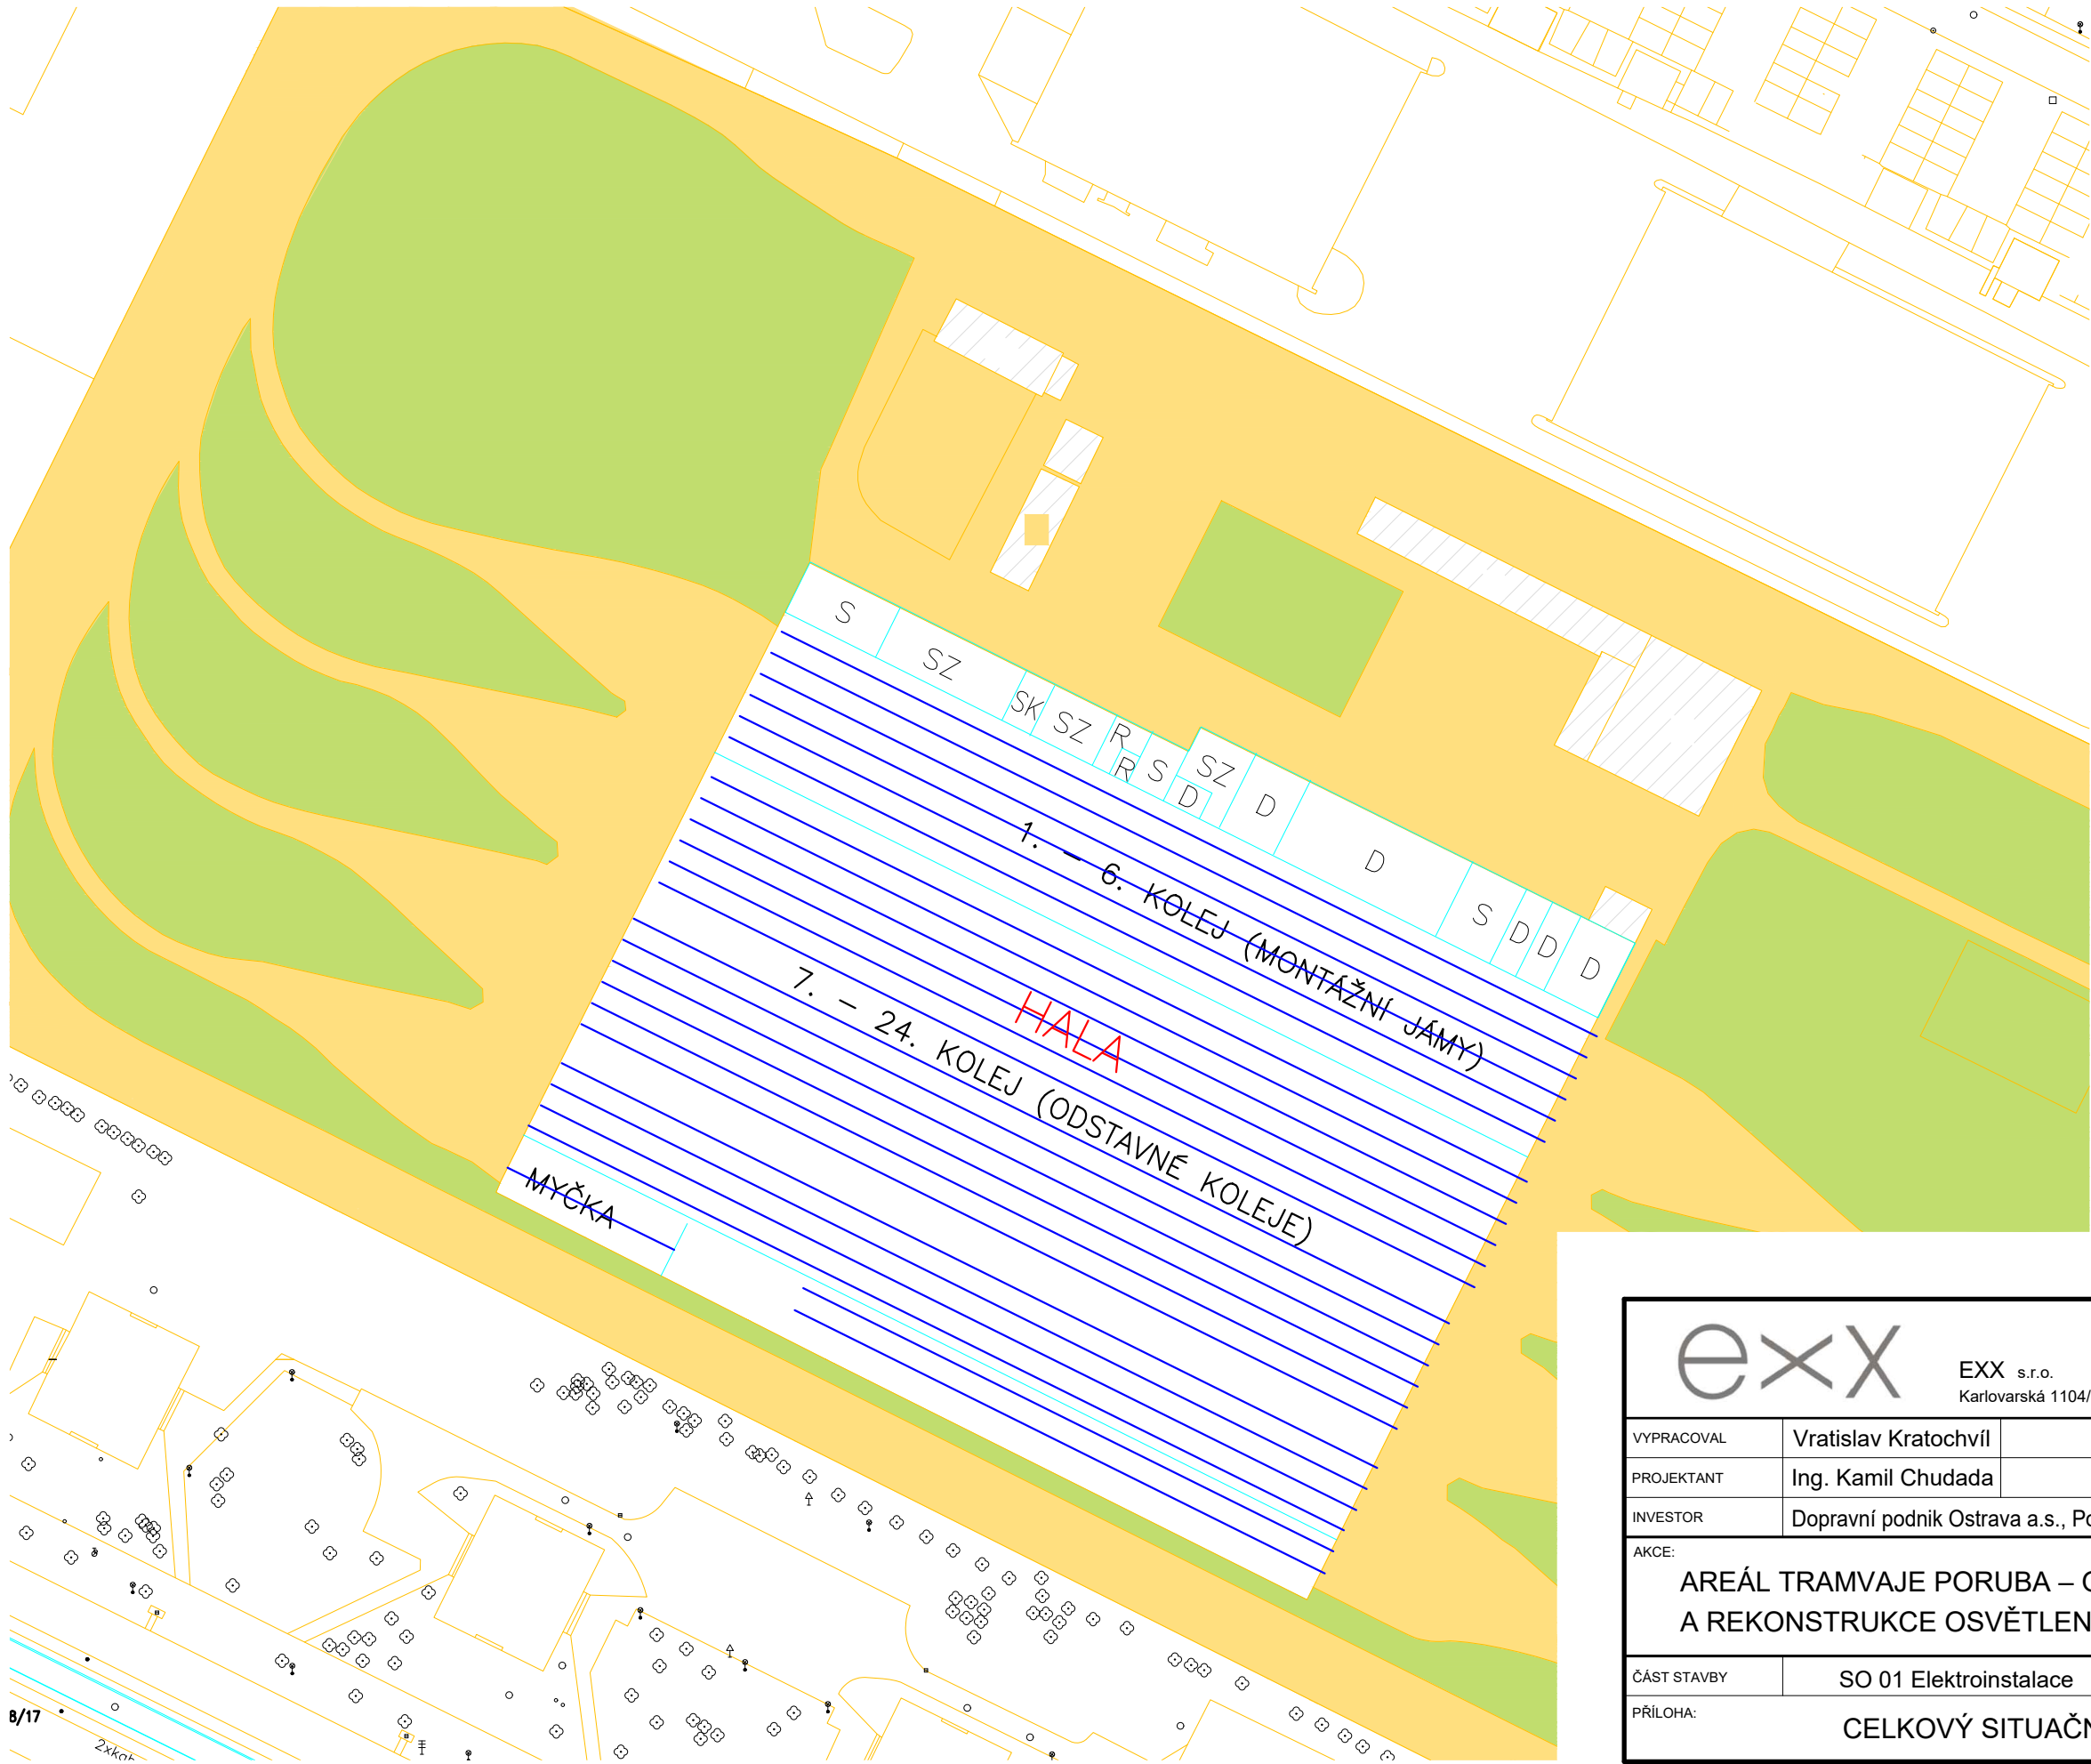 S
SZ
SK
SZ
R
R
S
SZ
D
D
D
S
D
D
D
1. – 6. KOLEJ (MONTÁŽNÍ JÁMY)
HALA
7. – 24. KOLEJ (ODSTAVNÉ KOLEJE)
MYČKA
8/17
exx
EXX s.r.o.
Karlovarská 1104/
VYPRACOVAL Vratislav Kratochvíl
PROJEKTANT Ing. Kamil Chudada
INVESTOR Dopravní podnik Ostrava a.s., Po
AKCE:
AREÁL TRAMVAJE PORUBA – 
A REKONSTRUKCE OSVĚTLEN
ČÁST STAVBY SO 01 Elektroinstalace
PŘÍLOHA:
CELKOVÝ SITUAČN